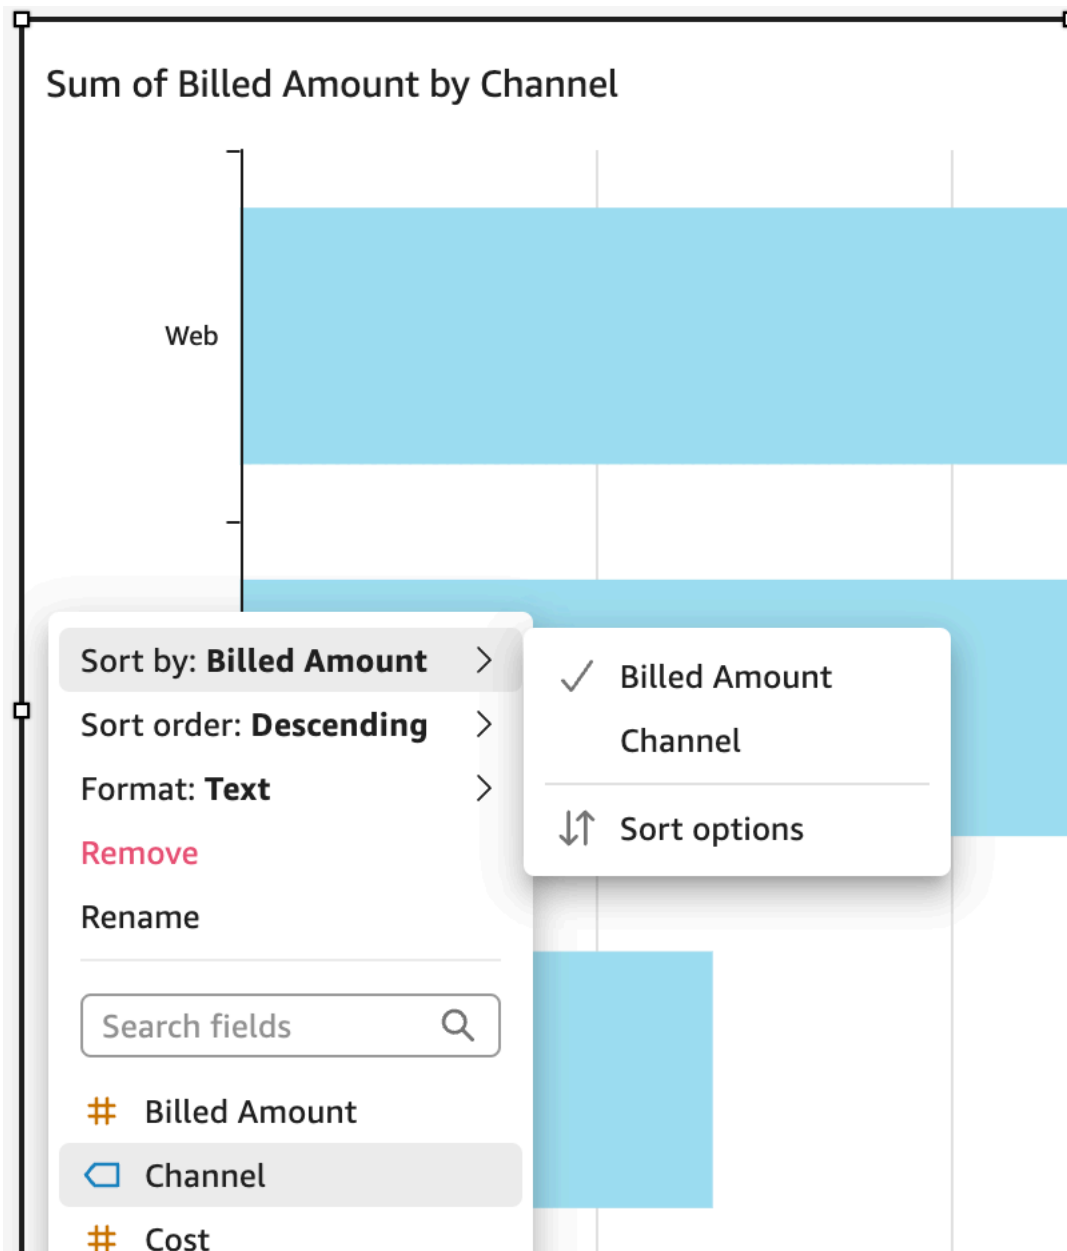 Sum of Billed Amount by Channel
Web
Sort by: Billed Amount
Sort order: Descending
Format: Text
Remove
Rename
Search fields
Billed Amount
Channel
Cost
Billed Amount
Channel
Sort options